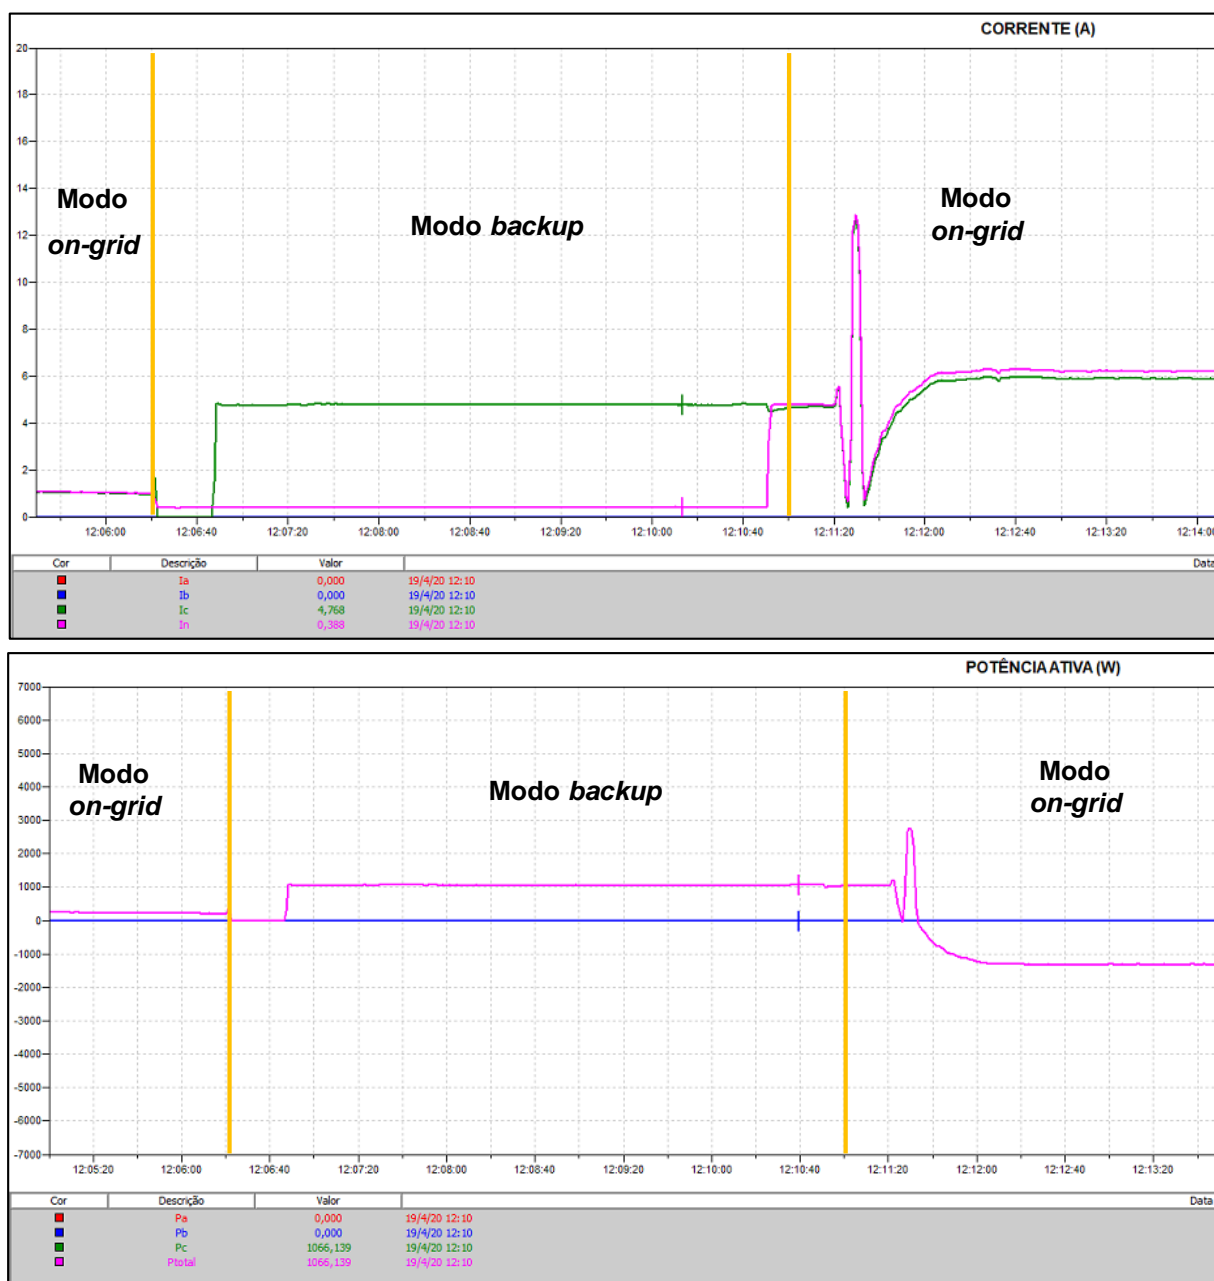 CORRENTE (A)
20
18
16
14
12
10
8
6
4
2
0
Modo
on-grid
Modo backup
Modo
on-grid
12:06:00 12:06:40 12:07:20 12:08:00 12:08:40 12:09:20 12:10:00 12:10:40 12:11:20 12:12:00 12:12:40 12:13:20 12:14:00
Cor Descrição Valor Data
Ia 0,000 19/4/20 12:10
Ib 0,000 19/4/20 12:10
Ic 4,768 19/4/20 12:10
In 0,388 19/4/20 12:10
POTÊNCIA ATIVA (W)
7000
6000
5000
4000
3000
2000
1000
0
-1000
-2000
-3000
-4000
-5000
-6000
-7000
Modo
on-grid
Modo backup
Modo
on-grid
12:05:20 12:06:00 12:06:40 12:07:20 12:08:00 12:08:40 12:09:20 12:10:00 12:10:40 12:11:20 12:12:00 12:12:40 12:13:20
Cor Descrição Valor Data
Pa 0,000 19/4/20 12:10
Pb 0,000 19/4/20 12:10
Pc 1066,139 19/4/20 12:10
Ptotal 1066,139 19/4/20 12:10